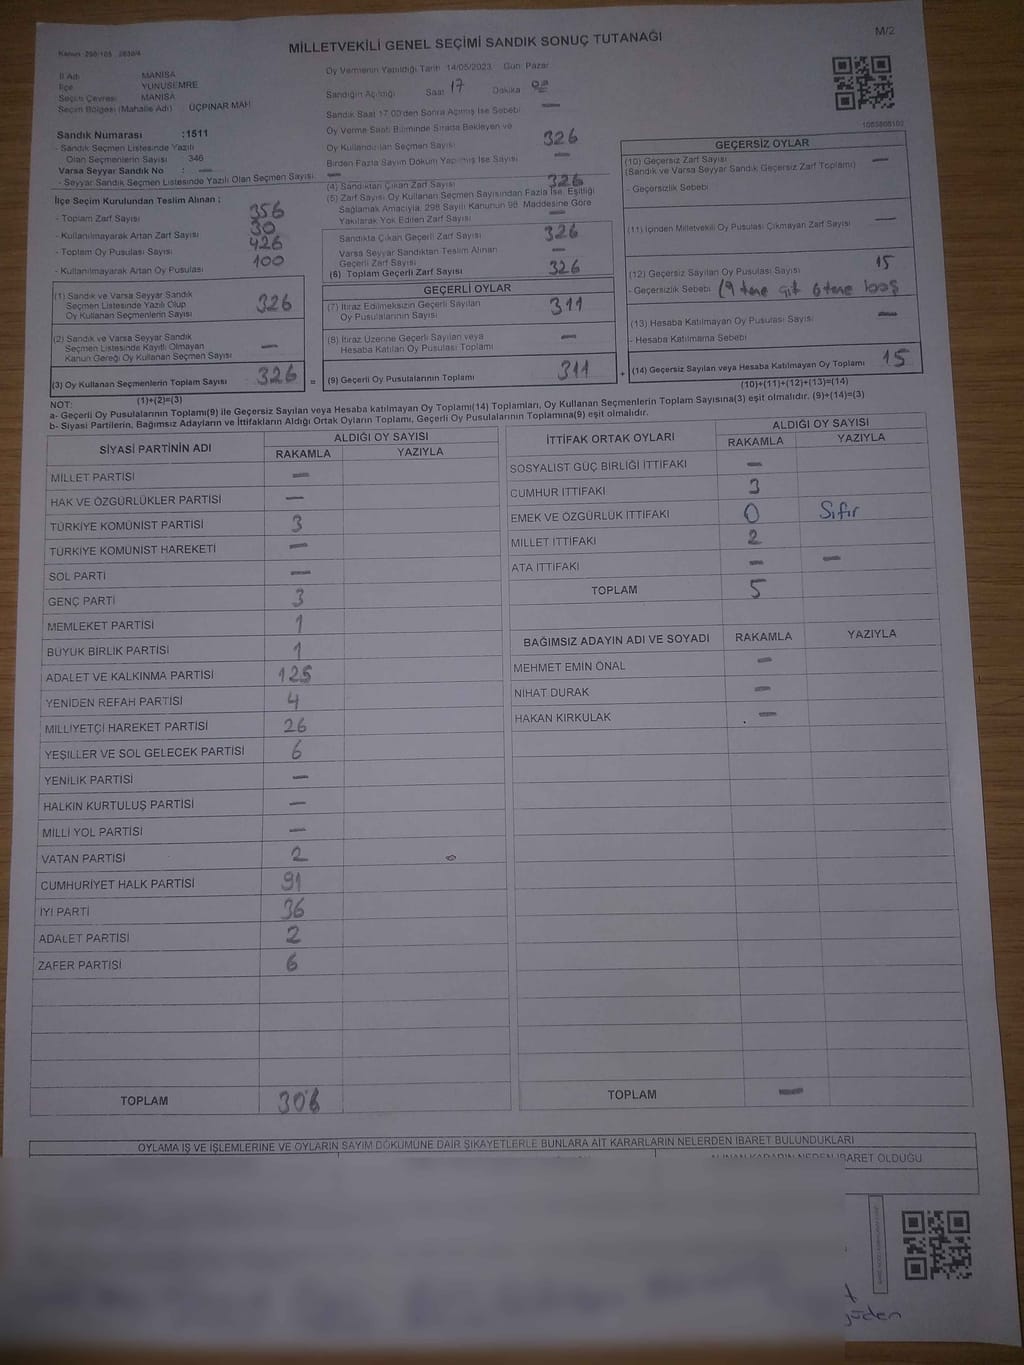 Kanun :298/105 , 2839/4
MİLLETVEKİLİ GENEL SEÇİMİ SANDIK SONUÇ TUTANAĞI
M/2
İl Adı MANİSA
İlçe YUNUSEMRE
Seçim Çevresi MANİSA
Seçim Bölgesi (Mahalle Adı) ÜÇPINAR MAH
Sandık Numarası :1511
- Sandık Seçmen Listesinde Yazılı
Olan Seçmenlerin Sayısı 346
Varsa Seyyar Sandık No : —
- Seyyar Sandık Seçmen Listesinde Yazılı Olan Seçmen Sayısı: —
İlçe Seçim Kurulundan Teslim Alınan ;
- Toplam Zarf Sayısı 356
- Kullanılmayarak Artan Zarf Sayısı 30
- Toplam Oy Pusulası Sayısı 426
- Kullanılmayarak Artan Oy Pusulası 100
(1) Sandık ve Varsa Seyyar Sandık
Seçmen Listesinde Yazılı Olup
Oy Kullanan Seçmenlerin Sayısı 326
(2) Sandık ve Varsa Seyyar Sandık
Seçmen Listesinde Kayıtlı Olmayan
Kanun Gereği Oy Kullanan Seçmen Sayısı —
(3) Oy Kullanan Seçmenlerin Toplam Sayısı 326
(1)+(2)=(3)
Oy Vermenin Yapıldığı Tarih 14/05/2023 Gün: Pazar
Sandığın Açıldığı Saat 17 Dakika 00
Sandık Saat 17.00'den Sonra Açılmış İse Sebebi —
Oy Verme Saati Bitiminde Sırada Bekleyen ve
Oy Kullandırılan Seçmen Sayısı 326
Birden Fazla Sayım Döküm Yapılmış İse Sayısı —
(4) Sandıktan Çıkan Zarf Sayısı 326
(5) Zarf Sayısı Oy Kullanan Seçmen Sayısından Fazla İse, Eşitliği
Sağlamak Amacıyla 298 Sayılı Kanunun 98. Maddesine Göre
Yakılarak Yok Edilen Zarf Sayısı —
Sandıkta Çıkan Geçerli Zarf Sayısı 326
Varsa Seyyar Sandıktan Teslim Alınan
Geçerli Zarf Sayısı —
(6) Toplam Geçerli Zarf Sayısı 326
GEÇERLİ OYLAR
(7) İtiraz Edilmeksizin Geçerli Sayılan
Oy Pusulalarının Sayısı 311
(8) İtiraz Üzerine Geçerli Sayılan veya
Hesaba Katılan Oy Pusulası Toplamı —
= (9) Geçerli Oy Pusulalarının Toplamı 311
1085808102
GEÇERSİZ OYLAR
(10) Geçersiz Zarf Sayısı —
(Sandık ve Varsa Seyyar Sandık Geçersiz Zarf Toplamı)
- Geçersizlik Sebebi
(11) İçinden Milletvekili Oy Pusulası Çıkmayan Zarf Sayısı —
(12) Geçersiz Sayılan Oy Pusulası Sayısı 15
- Geçersizlik Sebebi (9 tane çift 6 tane boş
(13) Hesaba Katılmayan Oy Pusulası Sayısı —
- Hesaba Katılmama Sebebi
+ (14) Geçersiz Sayılan veya Hesaba Katılmayan Oy Toplamı 15
(10)+(11)+(12)+(13)=(14)
NOT:
a- Geçerli Oy Pusulalarının Toplamı(9) ile Geçersiz Sayılan veya Hesaba katılmayan Oy Toplamı(14) Toplamları, Oy Kullanan Seçmenlerin Toplam Sayısına(3) eşit olmalıdır. (9)+(14)=(3)
b- Siyasi Partilerin, Bağımsız Adayların ve İttifakların Aldığı Ortak Oyların Toplamı, Geçerli Oy Pusulalarının Toplamına(9) eşit olmalıdır.
SİYASİ PARTİNİN ADI ALDIĞI OY SAYISI
RAKAMLA YAZIYLA
MİLLET PARTİSİ —
HAK VE ÖZGÜRLÜKLER PARTİSİ —
TÜRKİYE KOMÜNİST PARTİSİ 3
TÜRKİYE KOMÜNİST HAREKETİ —
SOL PARTİ —
GENÇ PARTİ 3
MEMLEKET PARTİSİ 1
BÜYÜK BİRLİK PARTİSİ 1
ADALET VE KALKINMA PARTİSİ 125
YENİDEN REFAH PARTİSİ 4
MİLLİYETÇİ HAREKET PARTİSİ 26
YEŞİLLER VE SOL GELECEK PARTİSİ 6
YENİLİK PARTİSİ —
HALKIN KURTULUŞ PARTİSİ —
MİLLİ YOL PARTİSİ —
VATAN PARTİSİ 2
CUMHURİYET HALK PARTİSİ 91
İYİ PARTİ 36
ADALET PARTİSİ 2
ZAFER PARTİSİ 6
TOPLAM 306
İTTİFAK ORTAK OYLARI ALDIĞI OY SAYISI
RAKAMLA YAZIYLA
SOSYALİST GÜÇ BİRLİĞİ İTTİFAKI —
CUMHUR İTTİFAKI 3
EMEK VE ÖZGÜRLÜK İTTİFAKI 0 Sıfır
MİLLET İTTİFAKI 2
ATA İTTİFAKI — —
TOPLAM 5
BAĞIMSIZ ADAYIN ADI VE SOYADI RAKAMLA YAZIYLA
MEHMET EMİN ÖNAL —
NİHAT DURAK —
HAKAN KIRKULAK —
TOPLAM —
OYLAMA İŞ VE İŞLEMLERİNE VE OYLARIN SAYIM DÖKÜMÜNE DAİR ŞİKAYETLERLE BUNLARA AİT KARARLARIN NELERDEN İBARET BULUNDUKLARI
ALINAN KARARIN NEDEN İBARET OLDUĞU